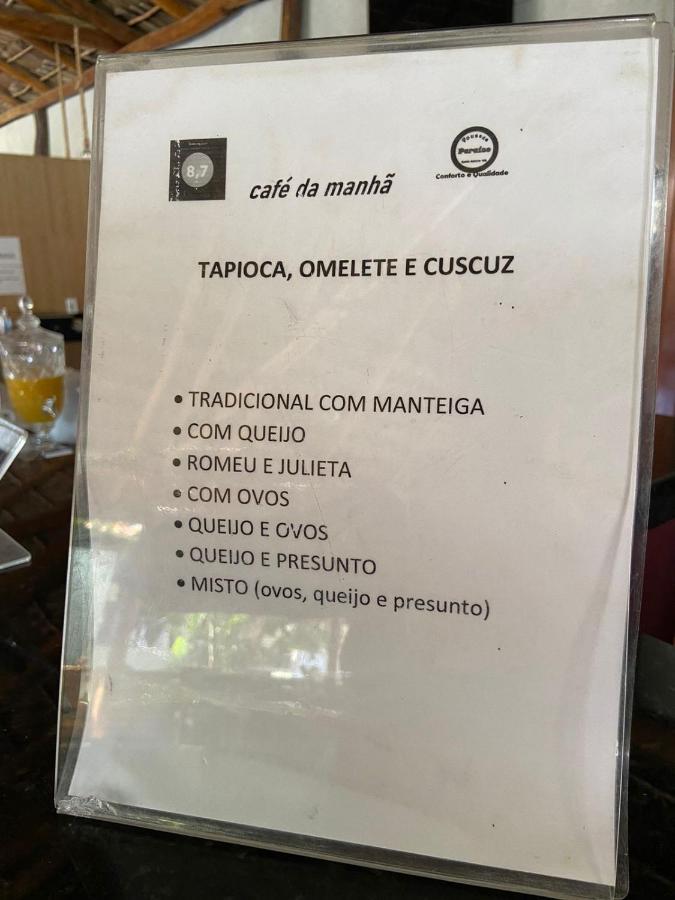 8,7
café da manhã
Pousada
Paraíso
Conforto e Qualidade
TAPIOCA, OMELETE E CUSCUZ
• TRADICIONAL COM MANTEIGA
• COM QUEIJO
• ROMEU E JULIETA
• COM OVOS
• QUEIJO E OVOS
• QUEIJO E PRESUNTO
• MISTO (ovos, queijo e presunto)